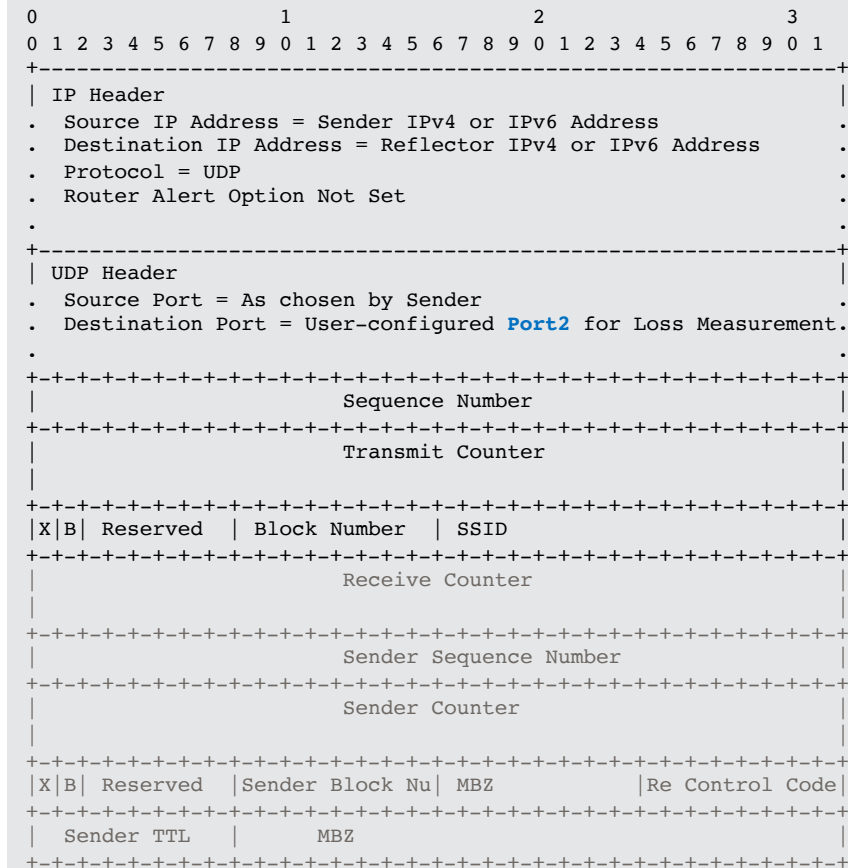 0                   1                   2                   3
0 1 2 3 4 5 6 7 8 9 0 1 2 3 4 5 6 7 8 9 0 1 2 3 4 5 6 7 8 9 0 1
+---------------------------------------------------------------+
| IP Header                                                     |
.  Source IP Address = Sender IPv4 or IPv6 Address              .
.  Destination IP Address = Reflector IPv4 or IPv6 Address      .
.  Protocol = UDP                                               .
.  Router Alert Option Not Set                                  .
.                                                               .
+---------------------------------------------------------------+
| UDP Header                                                    |
.  Source Port = As chosen by Sender                            .
.  Destination Port = User-configured Port2 for Loss Measurement.
.                                                               .
+-+-+-+-+-+-+-+-+-+-+-+-+-+-+-+-+-+-+-+-+-+-+-+-+-+-+-+-+-+-+-+-+
|                        Sequence Number                        |
+-+-+-+-+-+-+-+-+-+-+-+-+-+-+-+-+-+-+-+-+-+-+-+-+-+-+-+-+-+-+-+-+
|                        Transmit Counter                       |
|                                                               |
+-+-+-+-+-+-+-+-+-+-+-+-+-+-+-+-+-+-+-+-+-+-+-+-+-+-+-+-+-+-+-+-+
|X|B| Reserved  | Block Number  | SSID                          |
+-+-+-+-+-+-+-+-+-+-+-+-+-+-+-+-+-+-+-+-+-+-+-+-+-+-+-+-+-+-+-+-+
|                        Receive Counter                        |
|                                                               |
+-+-+-+-+-+-+-+-+-+-+-+-+-+-+-+-+-+-+-+-+-+-+-+-+-+-+-+-+-+-+-+-+
|                        Sender Sequence Number                 |
+-+-+-+-+-+-+-+-+-+-+-+-+-+-+-+-+-+-+-+-+-+-+-+-+-+-+-+-+-+-+-+-+
|                        Sender Counter                         |
|                                                               |
+-+-+-+-+-+-+-+-+-+-+-+-+-+-+-+-+-+-+-+-+-+-+-+-+-+-+-+-+-+-+-+-+
|X|B| Reserved  |Sender Block Nu| MBZ           |Re Control Code|
+-+-+-+-+-+-+-+-+-+-+-+-+-+-+-+-+-+-+-+-+-+-+-+-+-+-+-+-+-+-+-+-+
|  Sender TTL   |      MBZ                                      |
+-+-+-+-+-+-+-+-+-+-+-+-+-+-+-+-+-+-+-+-+-+-+-+-+-+-+-+-+-+-+-+-+